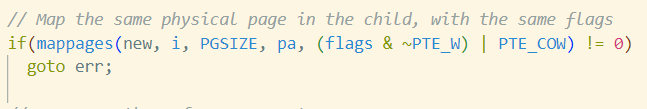 // Map the same physical page in the child, with the same flags
if(mappages(new, i, PGSIZE, pa, (flags & ~PTE_W) | PTE_COW) != 0)
goto err;